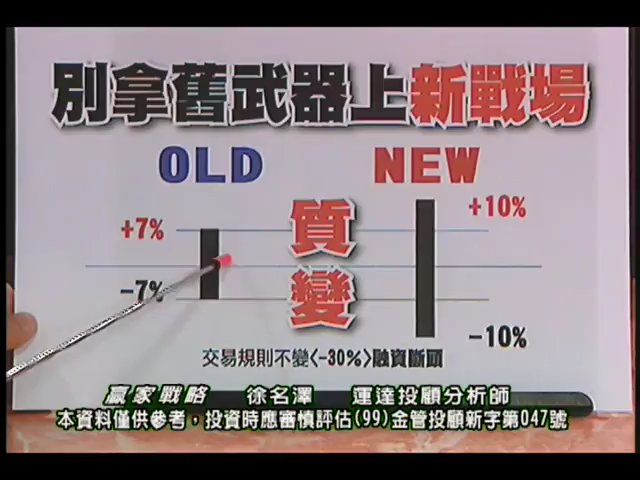 別拿舊武器上新戰場
OLD NEW
+7% 質 +10%
-7% 變 -10%
交易規則不變〈-30%〉融資斷頭
贏家戰略 徐名澤 運達投顧分析師
本資料僅供參考，投資時應審慎評估(99)金管投顧新字第047號